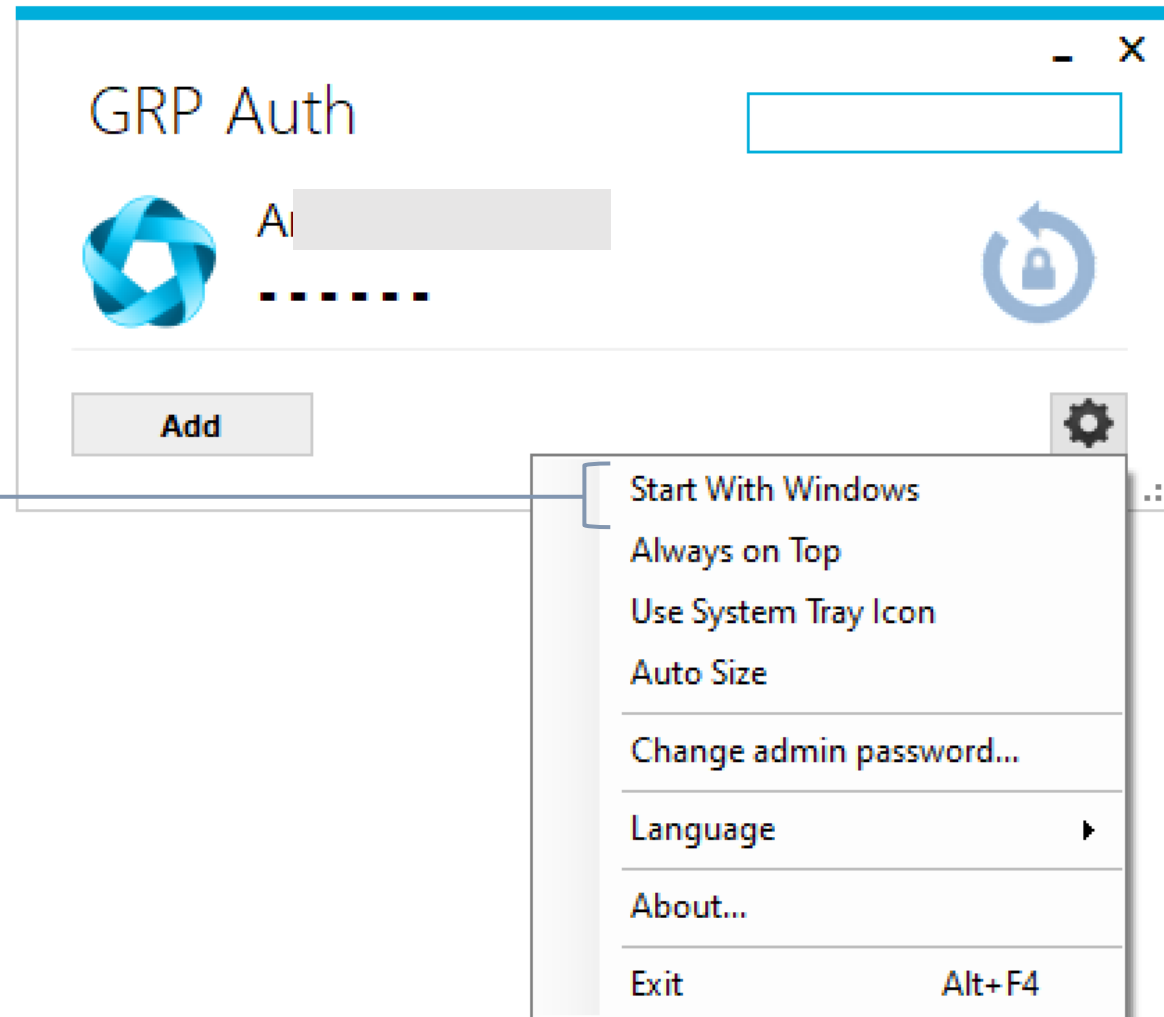 GRP Auth
------
Add
Start With Windows
Always on Top
Use System Tray Icon
Auto Size
Change admin password...
Language
About...
Exit Alt+F4